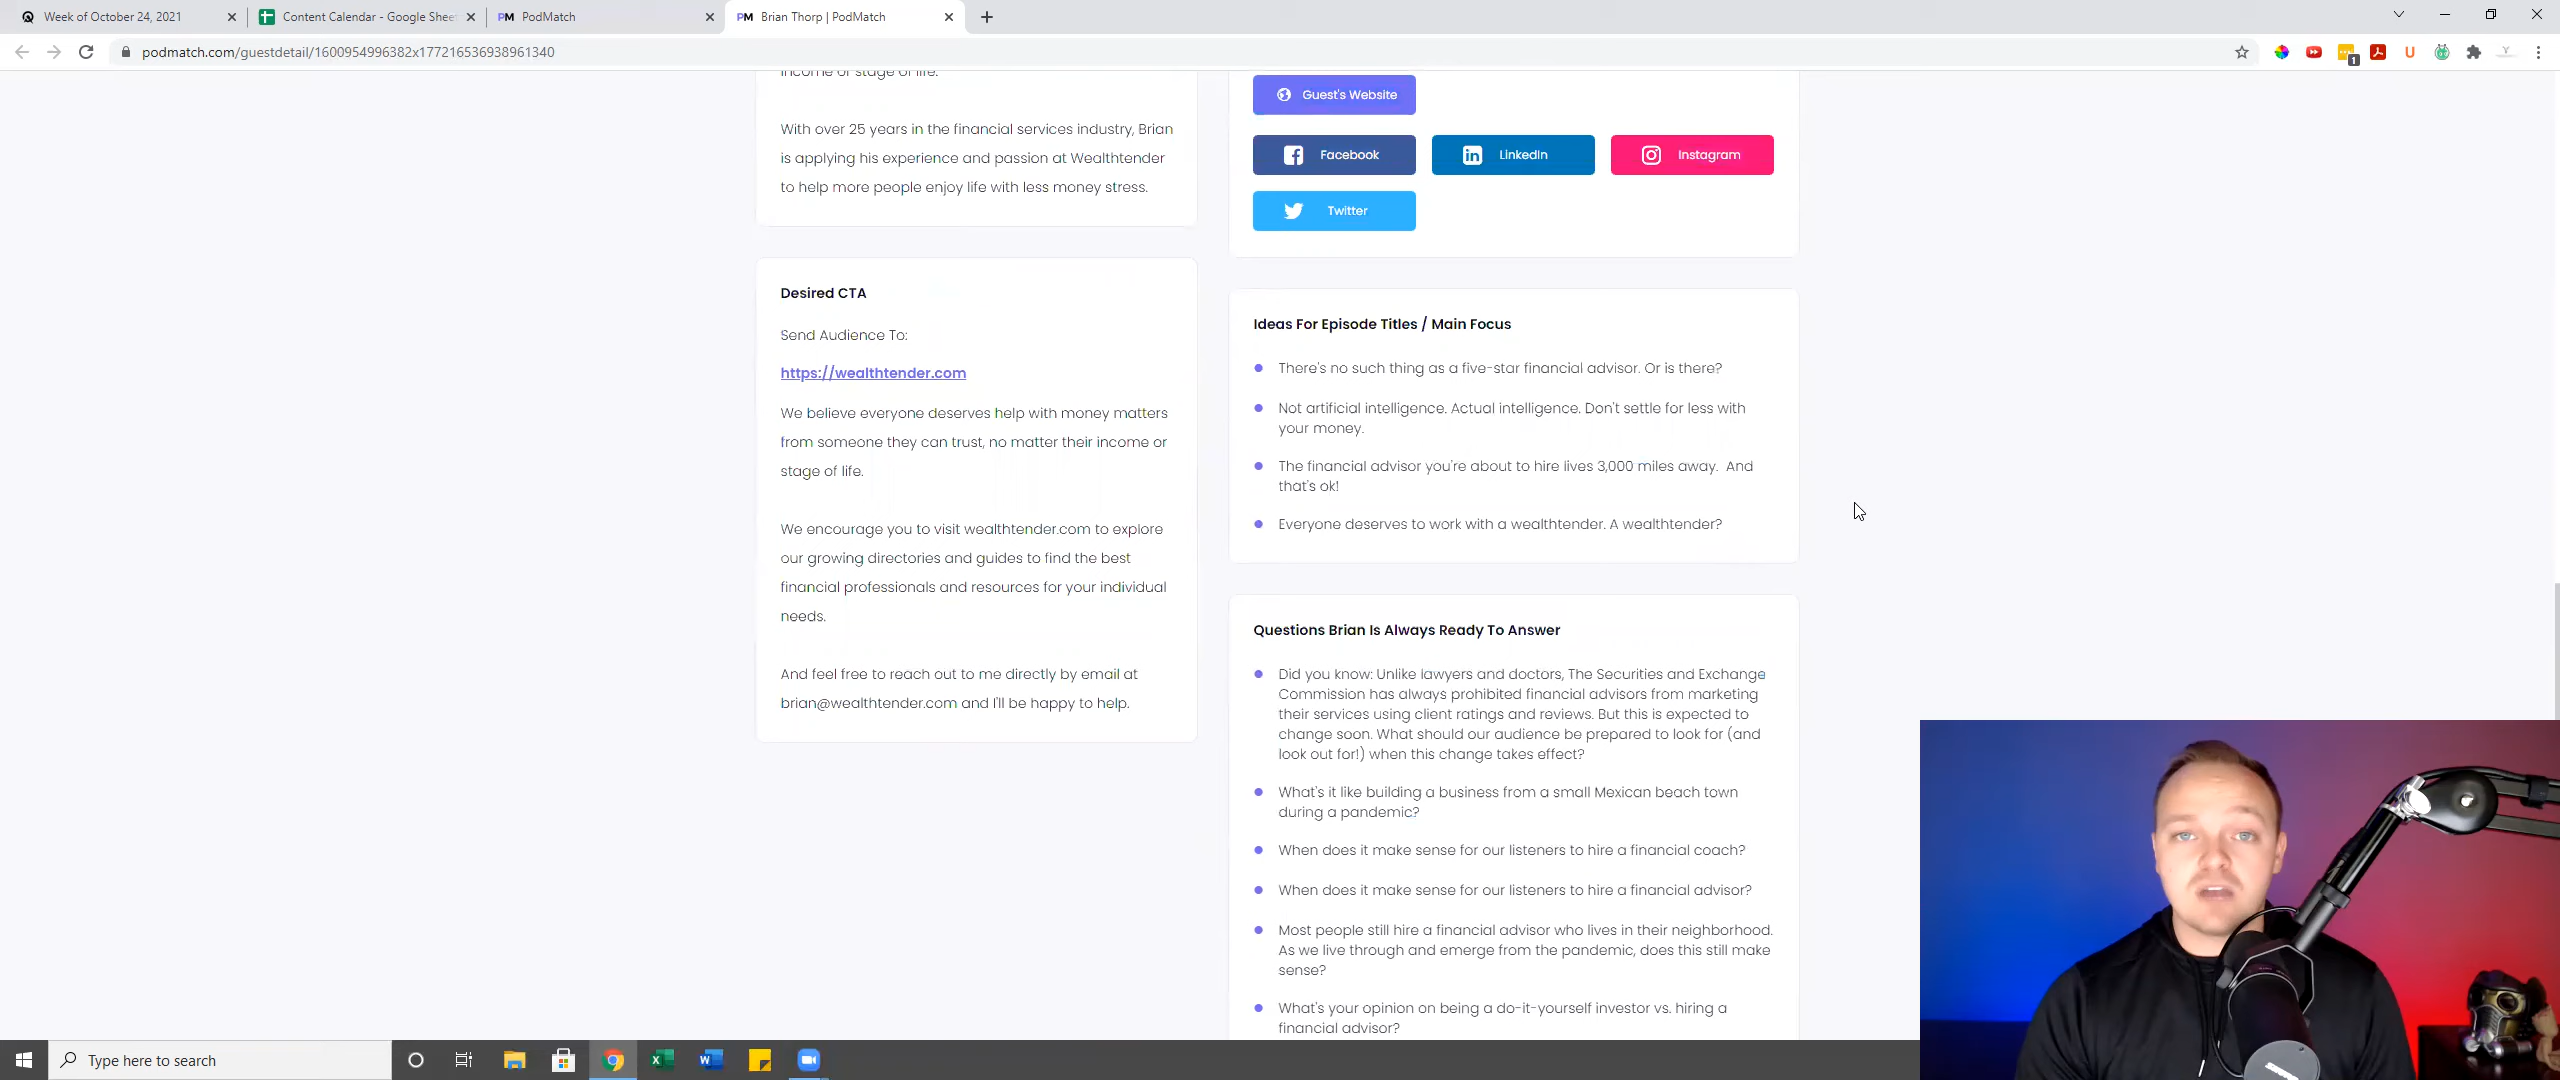 Week of October 24, 2021
Content Calendar - Google Sheet
PM PodMatch
PM Brian Thorp | PodMatch
podmatch.com/guestdetail/1600954996382x177216536938961340
income or stage of life.
With over 25 years in the financial services industry, Brian
is applying his experience and passion at Wealthtender
to help more people enjoy life with less money stress.
Desired CTA
Send Audience To:
https://wealthtender.com
We believe everyone deserves help with money matters
from someone they can trust, no matter their income or
stage of life.
We encourage you to visit wealthtender.com to explore
our growing directories and guides to find the best
financial professionals and resources for your individual
needs.
And feel free to reach out to me directly by email at
brian@wealthtender.com and I'll be happy to help.
Guest's Website
Facebook
LinkedIn
Instagram
Twitter
Ideas For Episode Titles / Main Focus
There's no such thing as a five-star financial advisor. Or is there?
Not artificial intelligence. Actual intelligence. Don't settle for less with
your money.
The financial advisor you're about to hire lives 3,000 miles away. And
that's ok!
Everyone deserves to work with a wealthtender. A wealthtender?
Questions Brian Is Always Ready To Answer
Did you know: Unlike lawyers and doctors, The Securities and Exchange
Commission has always prohibited financial advisors from marketing
their services using client ratings and reviews. But this is expected to
change soon. What should our audience be prepared to look for (and
look out for!) when this change takes effect?
What's it like building a business from a small Mexican beach town
during a pandemic?
When does it make sense for our listeners to hire a financial coach?
When does it make sense for our listeners to hire a financial advisor?
Most people still hire a financial advisor who lives in their neighborhood.
As we live through and emerge from the pandemic, does this still make
sense?
What's your opinion on being a do-it-yourself investor vs. hiring a
financial advisor?
Type here to search